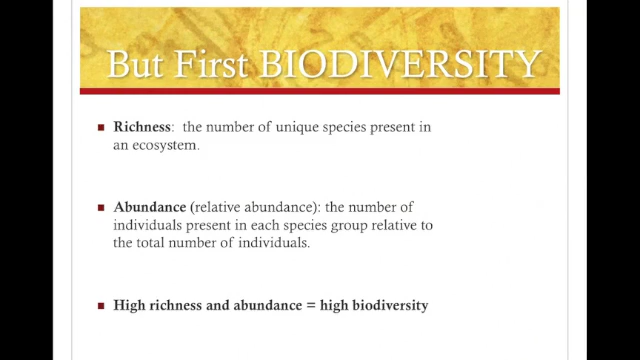 But First BIODIVERSITY
Richness: the number of unique species present in
an ecosystem.
Abundance (relative abundance): the number of
individuals present in each species group relative to
the total number of individuals.
High richness and abundance = high biodiversity